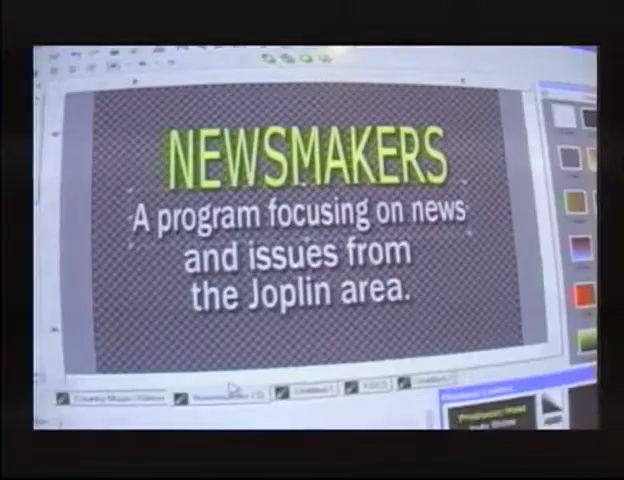 NEWSMAKERS
A program focusing on news
and issues from
the Joplin area.